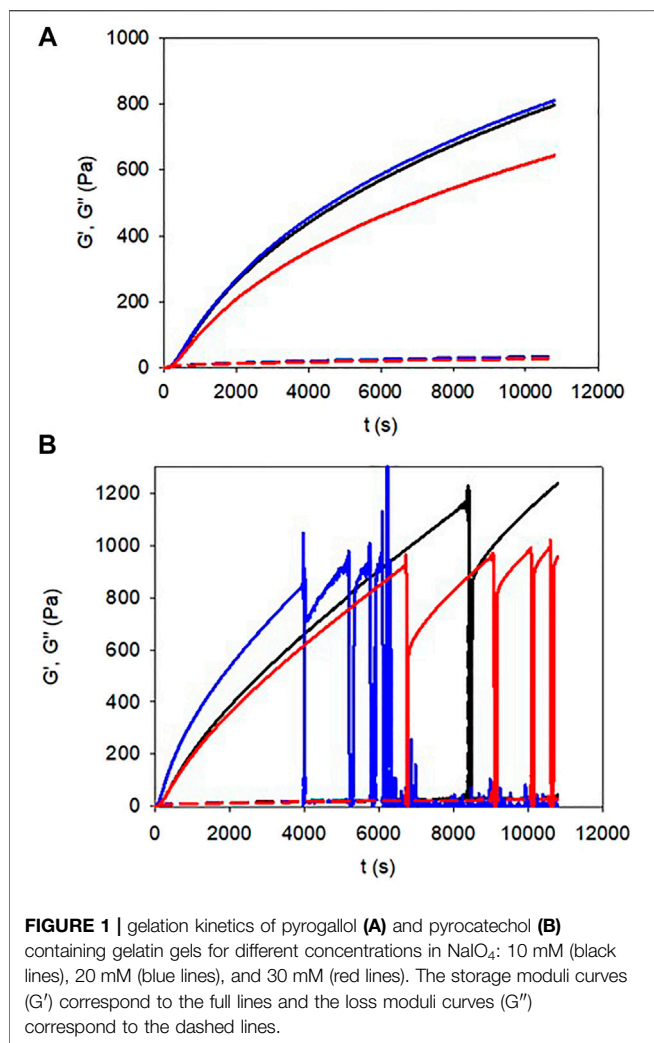 A
1000
800
600
400
200
0
G', G'' (Pa)
0 2000 4000 6000 8000 10000 12000
t (s)
B
1200
1000
800
600
400
200
0
G', G'' (Pa)
0 2000 4000 6000 8000 10000 12000
t (s)
FIGURE 1 | gelation kinetics of pyrogallol (A) and pyrocatechol (B)
containing gelatin gels for different concentrations in NaIO₄: 10 mM (black
lines), 20 mM (blue lines), and 30 mM (red lines). The storage moduli curves
(G′) correspond to the full lines and the loss moduli curves (G″)
correspond to the dashed lines.